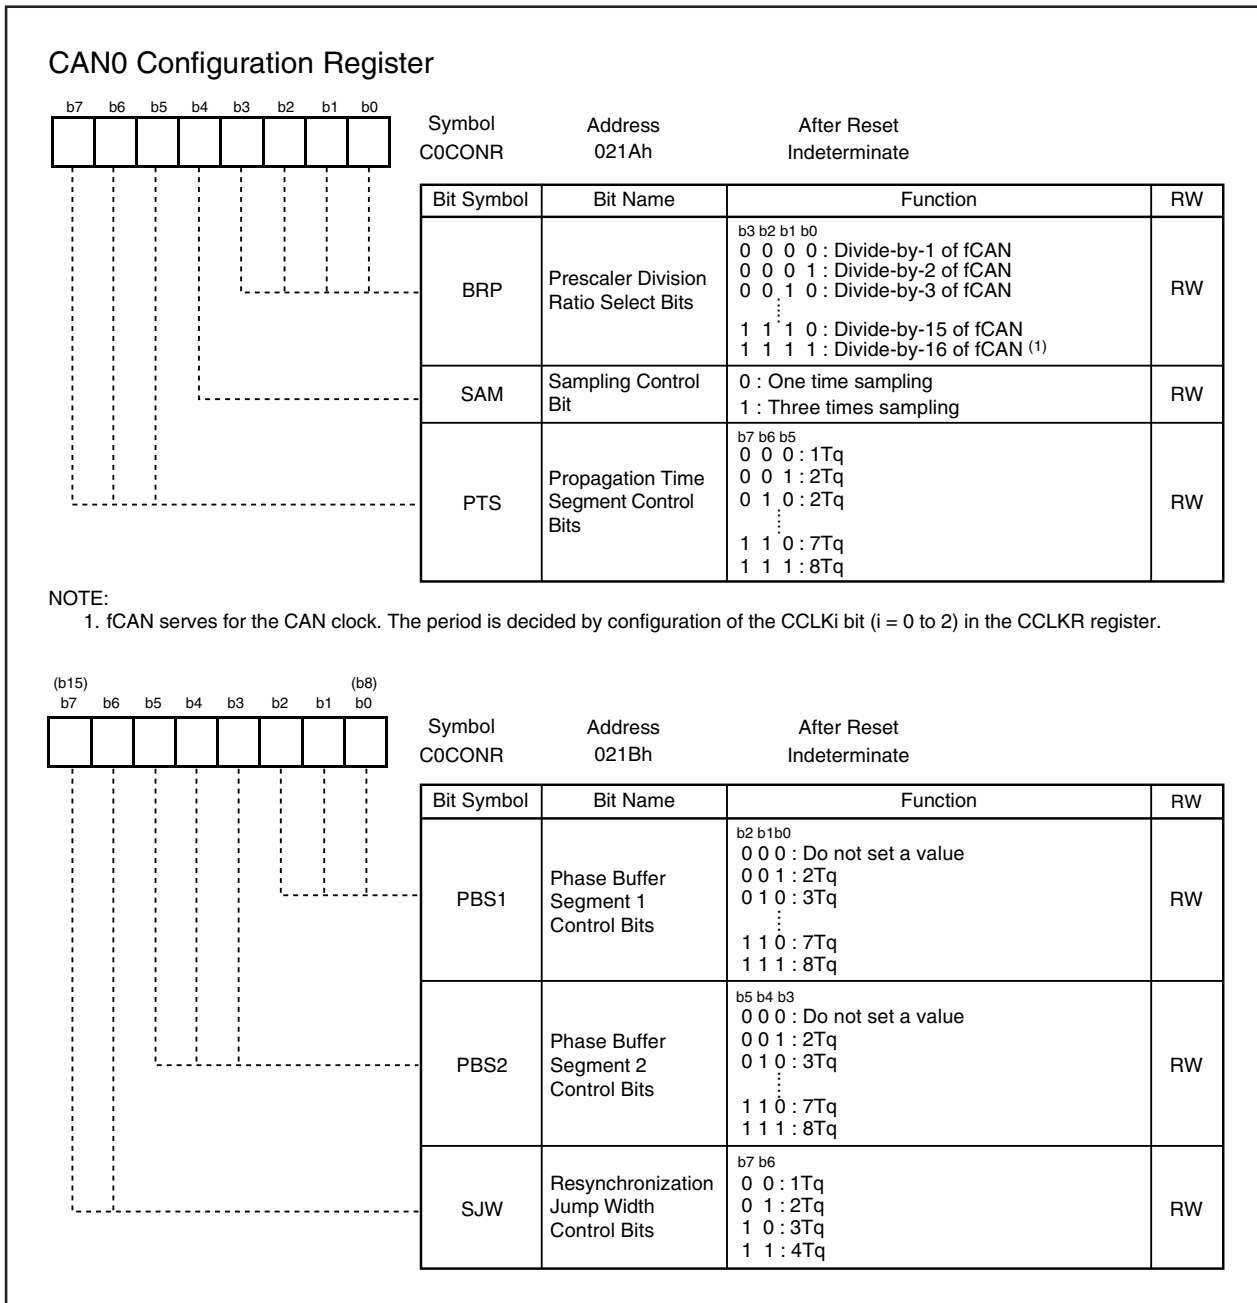 CAN0 Configuration Register
b7 b6 b5 b4 b3 b2 b1 b0
Symbol Address After Reset
C0CONR 021Ah Indeterminate
Bit Symbol Bit Name Function RW
BRP
Prescaler Division
Ratio Select Bits
b3 b2 b1 b0
0 0 0 0 : Divide-by-1 of fCAN
0 0 0 1 : Divide-by-2 of fCAN
0 0 1 0 : Divide-by-3 of fCAN
1 1 1 0 : Divide-by-15 of fCAN
1 1 1 1 : Divide-by-16 of fCAN (1)
RW
SAM
Sampling Control
Bit
0 : One time sampling
1 : Three times sampling
RW
PTS
Propagation Time
Segment Control
Bits
b7 b6 b5
0 0 0 : 1Tq
0 0 1 : 2Tq
0 1 0 : 2Tq
1 1 0 : 7Tq
1 1 1 : 8Tq
RW
NOTE:
1. fCAN serves for the CAN clock. The period is decided by configuration of the CCLKi bit (i = 0 to 2) in the CCLKR register.
(b15) (b8)
b7 b6 b5 b4 b3 b2 b1 b0
Symbol Address After Reset
C0CONR 021Bh Indeterminate
Bit Symbol Bit Name Function RW
PBS1
Phase Buffer
Segment 1
Control Bits
b2 b1b0
0 0 0 : Do not set a value
0 0 1 : 2Tq
0 1 0 : 3Tq
1 1 0 : 7Tq
1 1 1 : 8Tq
RW
PBS2
Phase Buffer
Segment 2
Control Bits
b5 b4 b3
0 0 0 : Do not set a value
0 0 1 : 2Tq
0 1 0 : 3Tq
1 1 0 : 7Tq
1 1 1 : 8Tq
RW
SJW
Resynchronization
Jump Width
Control Bits
b7 b6
0 0 : 1Tq
0 1 : 2Tq
1 0 : 3Tq
1 1 : 4Tq
RW